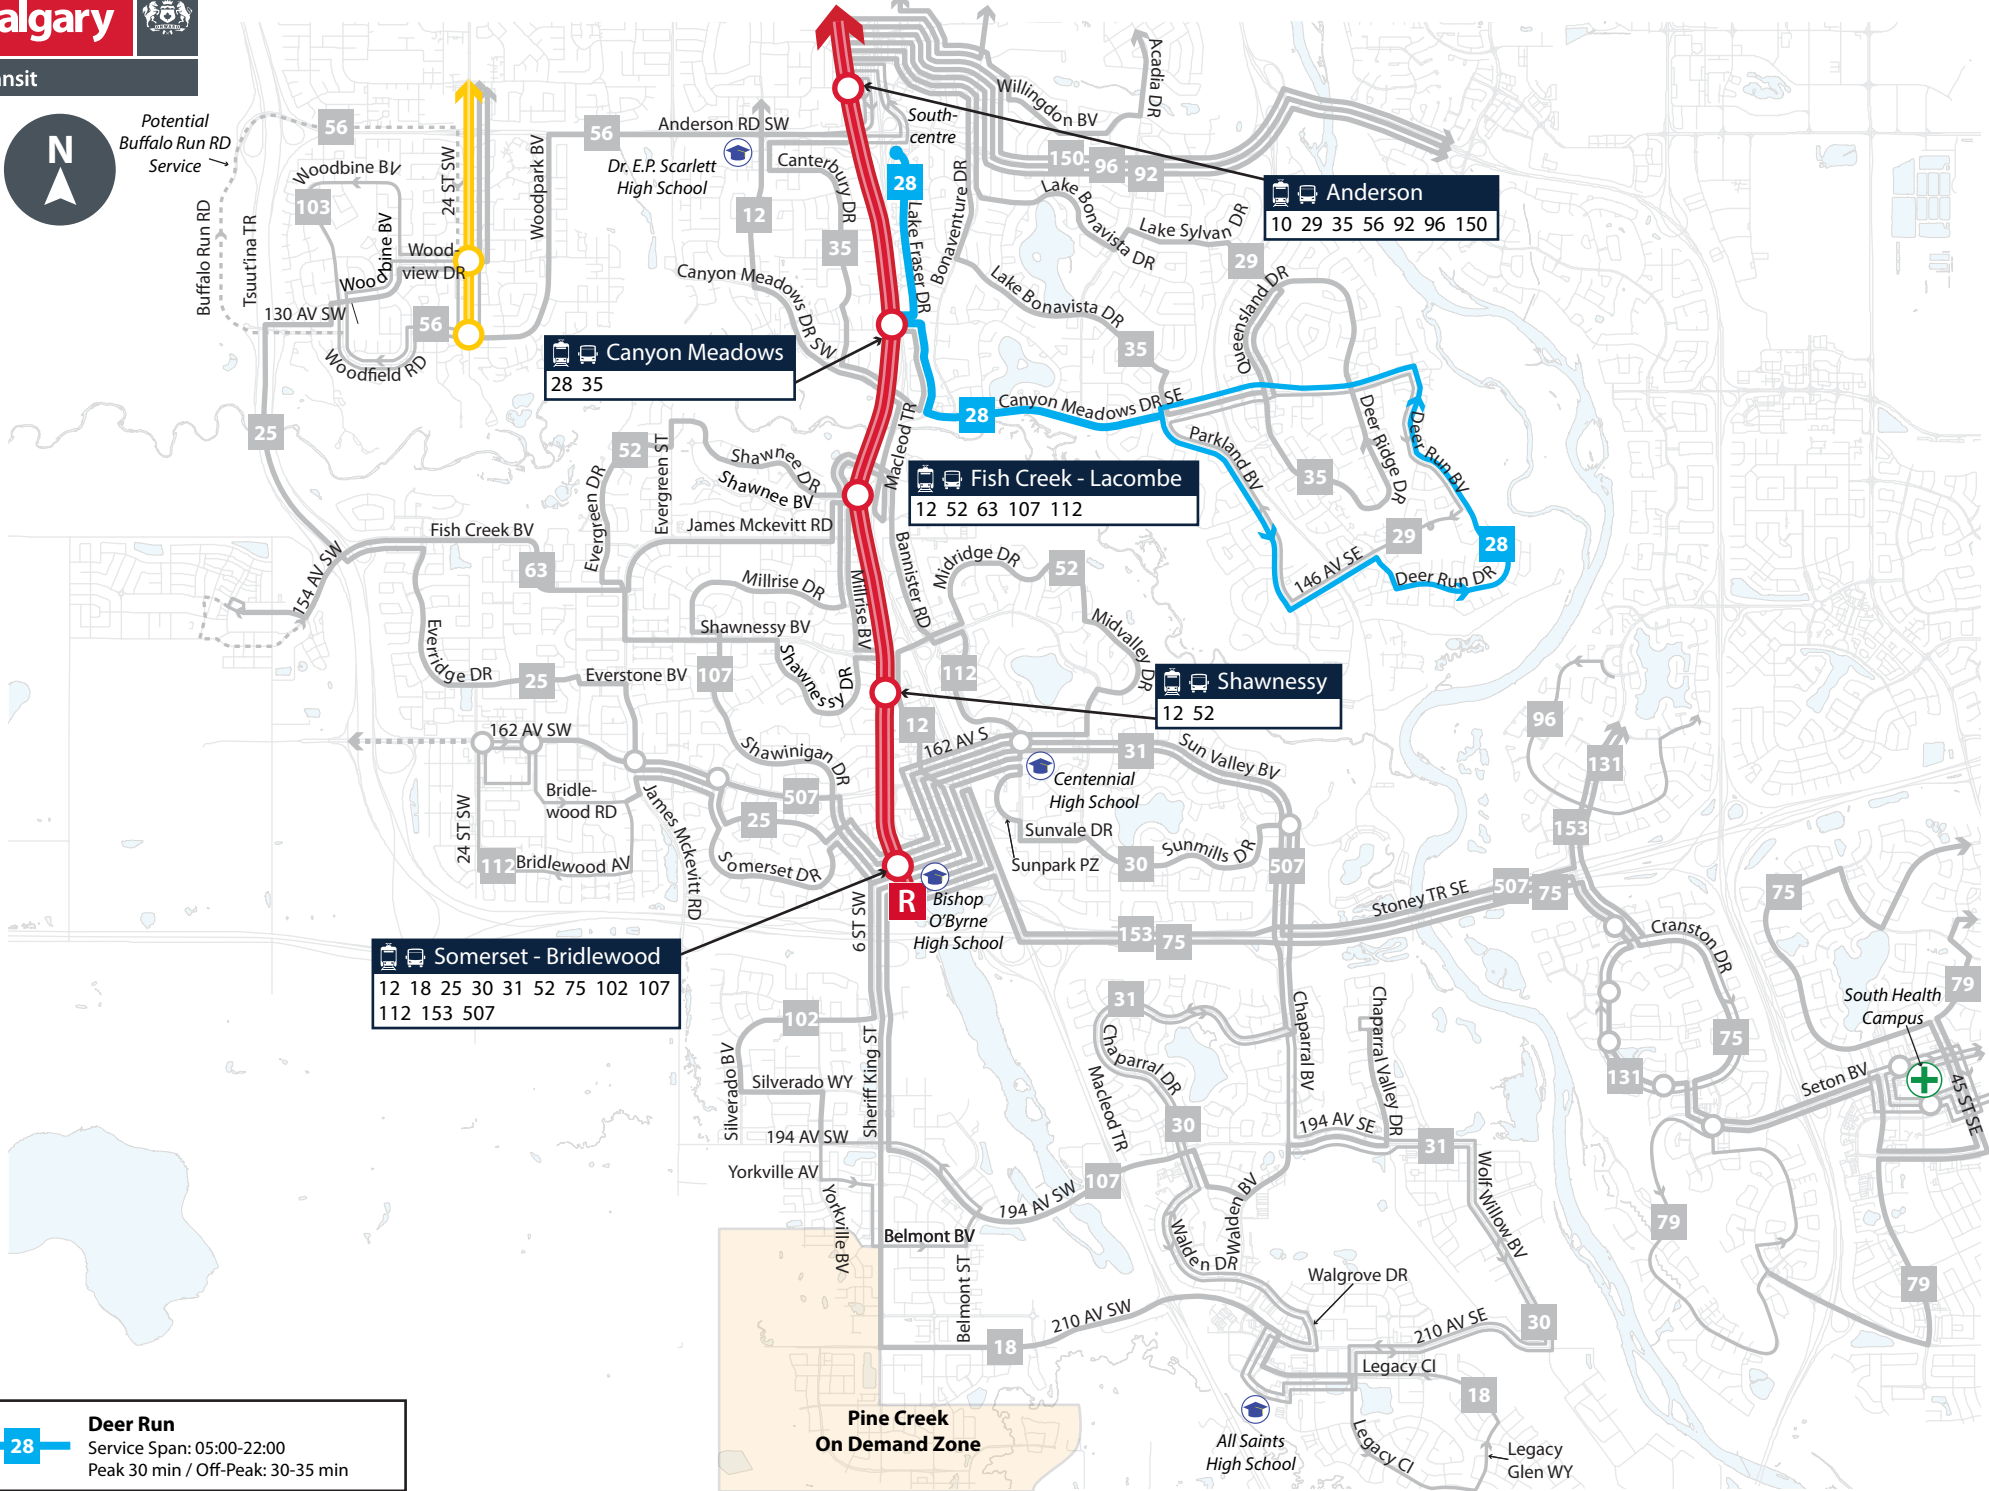 algary
ansit
N
Potential
Buffalo Run RD
Service
56
Woodbine BV
103
24 ST SW
Woodpark BV
56
Anderson RD SW
Dr. E.P. Scarlett
High School
Canterbury DR
12
35
South-
centre
28
Lake Fraser DR
Bonaventure DR
Willingdon BV
Acadia DR
150
96
92
Lake Bonavista DR
Lake Sylvan DR
29
Anderson
10 29 35 56 92 96 150
Buffalo Run RD
Tsuut'ina TR
Woodbine BV
Wood-
view DR
130 AV SW
56
Woodfield RD
Canyon Meadows DR SW
Canyon Meadows
28 35
Lake Bonavista DR
35
Queensland DR
28
Canyon Meadows DR SE
Parkland BV
Deer Ridge DR
Deer Run BV
35
29
28
146 AV SE
Deer Run DR
25
52
Evergreen ST
Evergreen DR
Shawnee DR
Shawnee BV
James Mckevitt RD
Macleod TR
Fish Creek - Lacombe
12 52 63 107 112
Fish Creek BV
63
154 AV SW
Bannister RD
Midridge DR
52
Millrise DR
Millrise BV
Midvalley DR
Shawnessy BV
Shawnessy DR
Everridge DR
25
Everstone BV
107
112
Shawnessy
12 52
12
162 AV SW
162 AV S
31
Sun Valley BV
Centennial
High School
Shawinigan DR
507
25
Bridle-
wood RD
24 ST SW
James Mckevitt RD
112
Bridlewood AV
Somerset DR
Sunvale DR
Sunpark PZ
30
Sunmills DR
507
96
131
153
R
Bishop
O'Byrne
High School
6 ST SW
Somerset - Bridlewood
12 18 25 30 31 52 75 102 107
112 153 507
153
75
Stoney TR SE
507
75
75
Cranston DR
79
South Health
Campus
75
131
Seton BV
45 ST SE
102
Silverado BV
Silverado WY
Sheriff King ST
194 AV SW
Yorkville AV
Yorkville BV
31
Chaparral DR
Macleod TR
30
Chaparral BV
Chaparral Valley DR
194 AV SE
31
Wolf Willow BV
107
194 AV SW
Belmont BV
Belmont ST
Walden BV
Walden DR
79
79
Walgrove DR
210 AV SW
18
210 AV SE
30
Legacy CI
18
Legacy CI
Legacy
Glen WY
All Saints
High School
Pine Creek
On Demand Zone
28
Deer Run
Service Span: 05:00-22:00
Peak 30 min / Off-Peak: 30-35 min